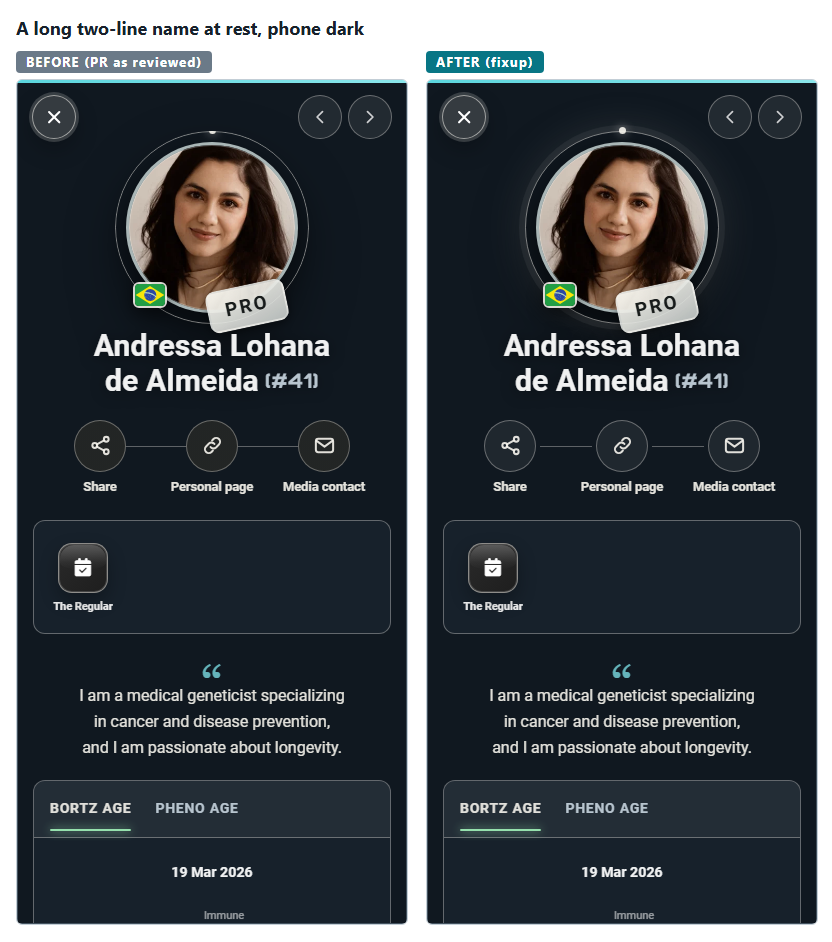 A long two-line name at rest, phone dark
BEFORE (PR as reviewed)
PRO
Andressa Lohana
de Almeida (#41)
Share Personal page Media contact
The Regular
“
I am a medical geneticist specializing
in cancer and disease prevention,
and I am passionate about longevity.
BORTZ AGE PHENO AGE
19 Mar 2026
Immune
AFTER (fixup)
PRO
Andressa Lohana
de Almeida (#41)
Share Personal page Media contact
The Regular
“
I am a medical geneticist specializing
in cancer and disease prevention,
and I am passionate about longevity.
BORTZ AGE PHENO AGE
19 Mar 2026
Immune